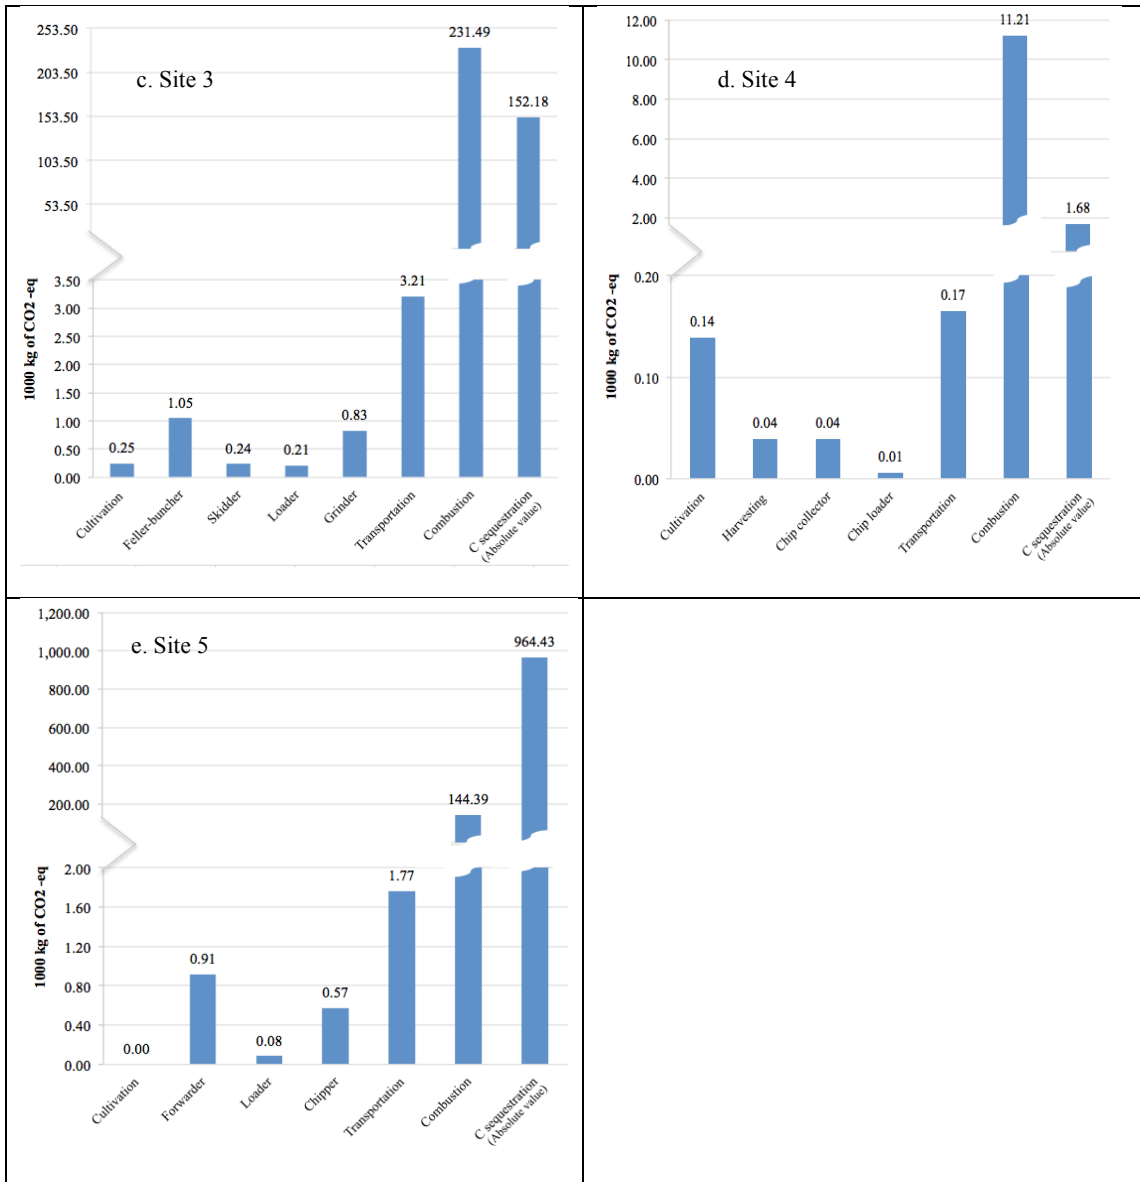 c. Site 3
253.50
203.50
153.50
103.50
53.50
3.50
3.00
2.50
2.00
1.50
1.00
0.50
0.00
1000 kg of CO2 -eq
0.25
1.05
0.24
0.21
0.83
3.21
231.49
152.18
Cultivation
Feller-buncher
Skidder
Loader
Grinder
Transportation
Combustion
C sequestration
(Absolute value)
d. Site 4
12.00
10.00
8.00
6.00
4.00
2.00
0.20
0.10
0.00
1000 kg of CO2 -eq
0.14
0.04
0.04
0.01
0.17
11.21
1.68
Cultivation
Harvesting
Chip collector
Chip loader
Transportation
Combustion
C sequestration
(Absolute value)
e. Site 5
1,200.00
1,000.00
800.00
600.00
400.00
200.00
2.00
1.60
1.20
0.80
0.40
0.00
1000 kg of CO2 -eq
0.00
0.91
0.08
0.57
1.77
144.39
964.43
Cultivation
Forwarder
Loader
Chipper
Transportation
Combustion
C sequestration
(Absolute value)